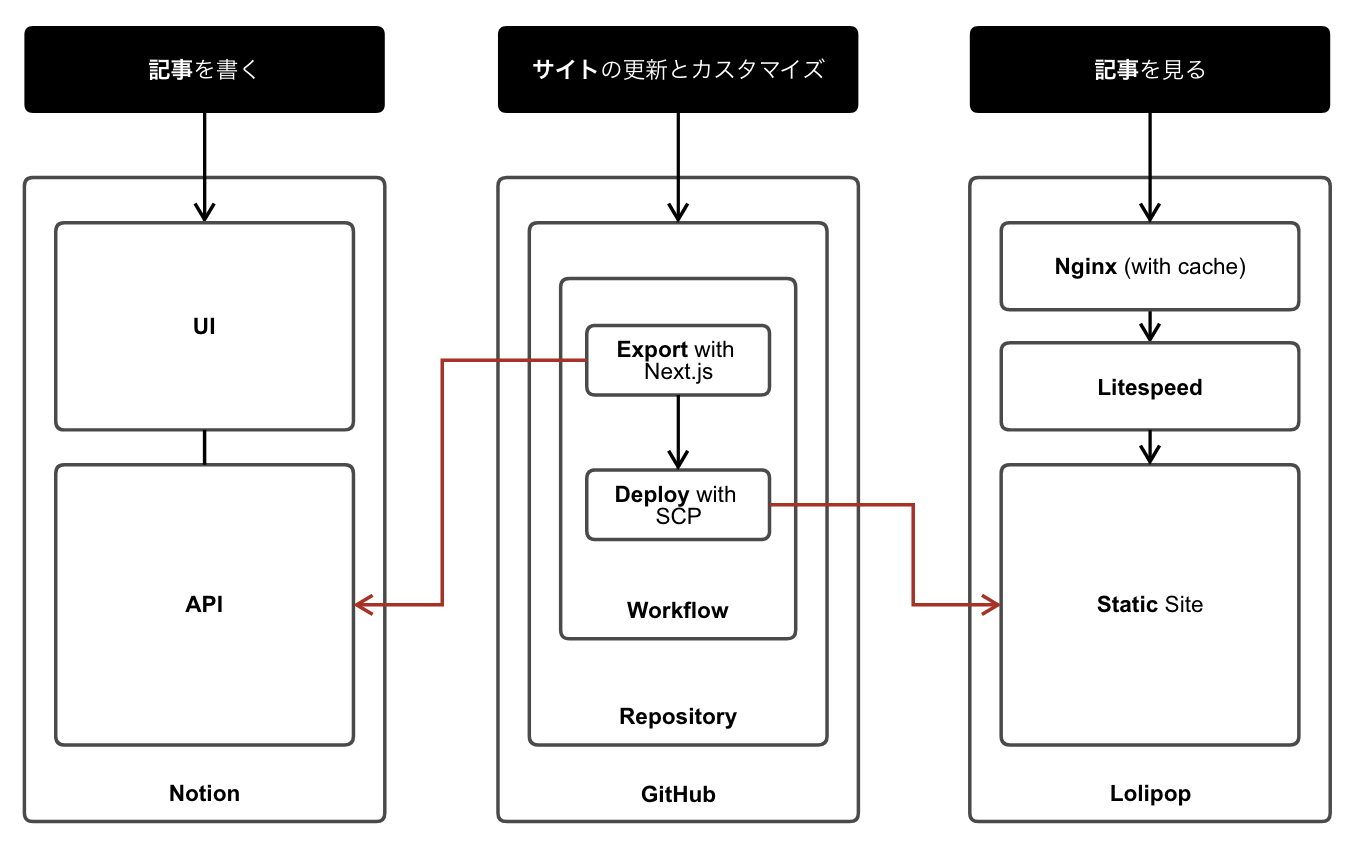 記事を書く
サイトの更新とカスタマイズ
記事を見る
UI
API
Notion
Export with
Next.js
Deploy with
SCP
Workflow
Repository
GitHub
Nginx (with cache)
Litespeed
Static Site
Lolipop